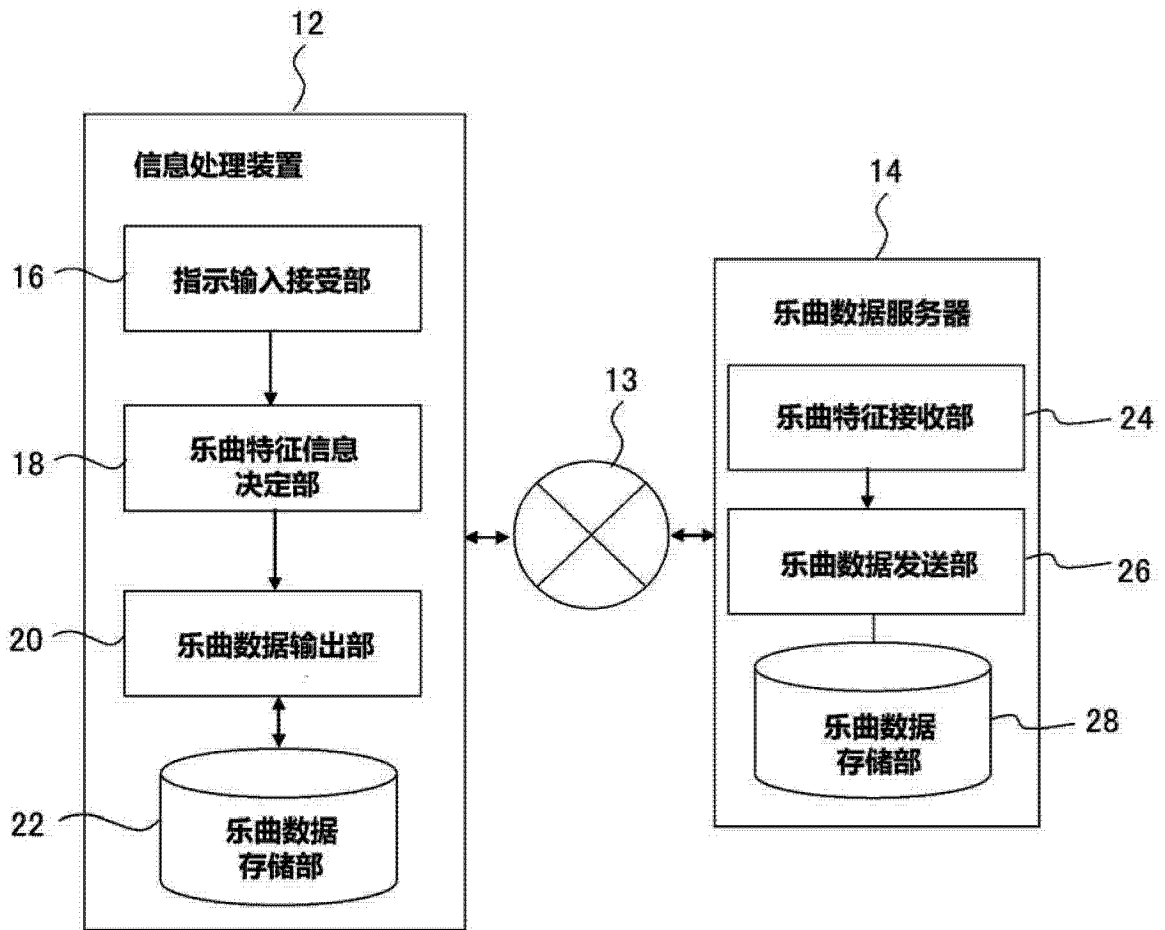 12
信息处理装置
16
指示输入接受部
18
乐曲特征信息
决定部
20
乐曲数据输出部
22
乐曲数据
存储部
13
14
乐曲数据服务器
乐曲特征接收部
24
乐曲数据发送部
26
乐曲数据
存储部
28